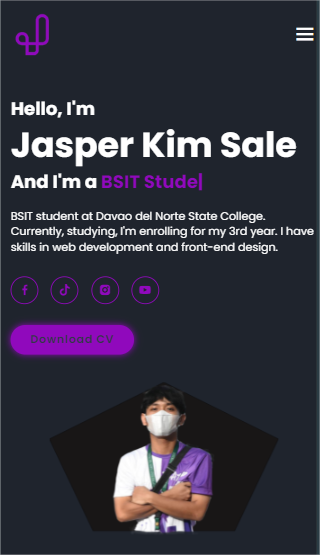 Hello, I'm
Jasper Kim Sale
And I'm a BSIT Stude|
BSIT student at Davao del Norte State College.
Currently, studying, I'm enrolling for my 3rd year. I have
skills in web development and front-end design.
Download CV